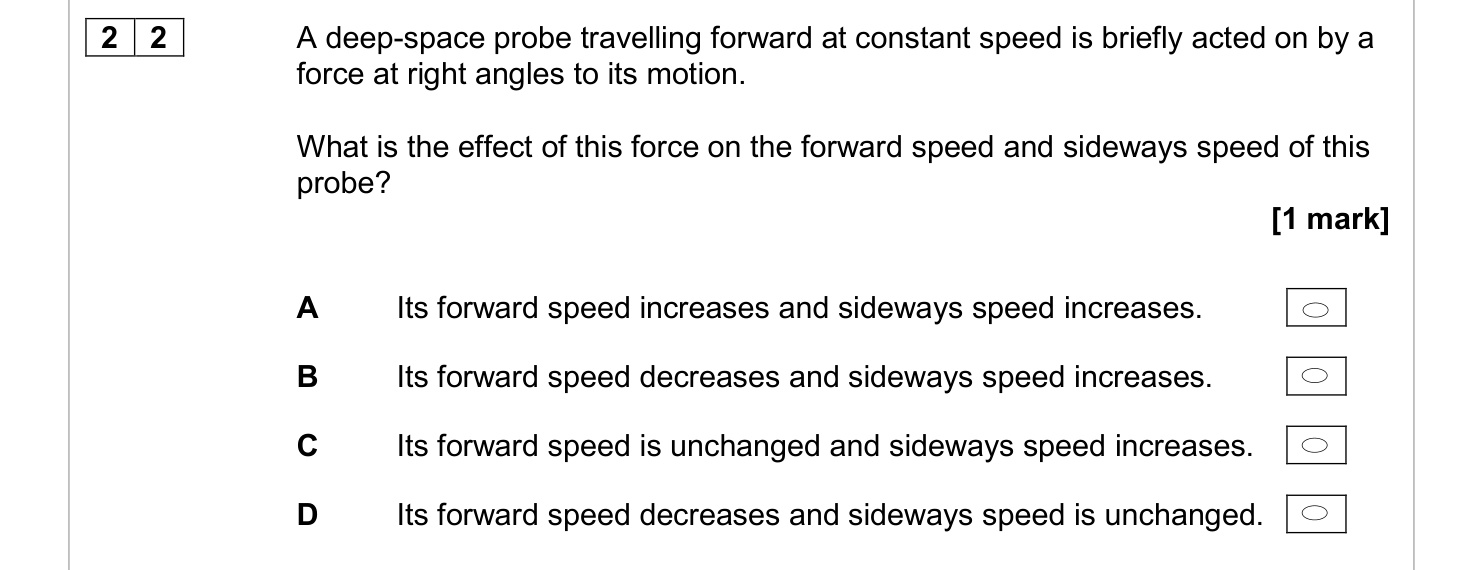 2 2 A deep-space probe travelling forward at constant speed is briefly acted on by a
force at right angles to its motion.
What is the effect of this force on the forward speed and sideways speed of this
probe?
[1 mark]
A Its forward speed increases and sideways speed increases.
B Its forward speed decreases and sideways speed increases.
C Its forward speed is unchanged and sideways speed increases.
D Its forward speed decreases and sideways speed is unchanged.